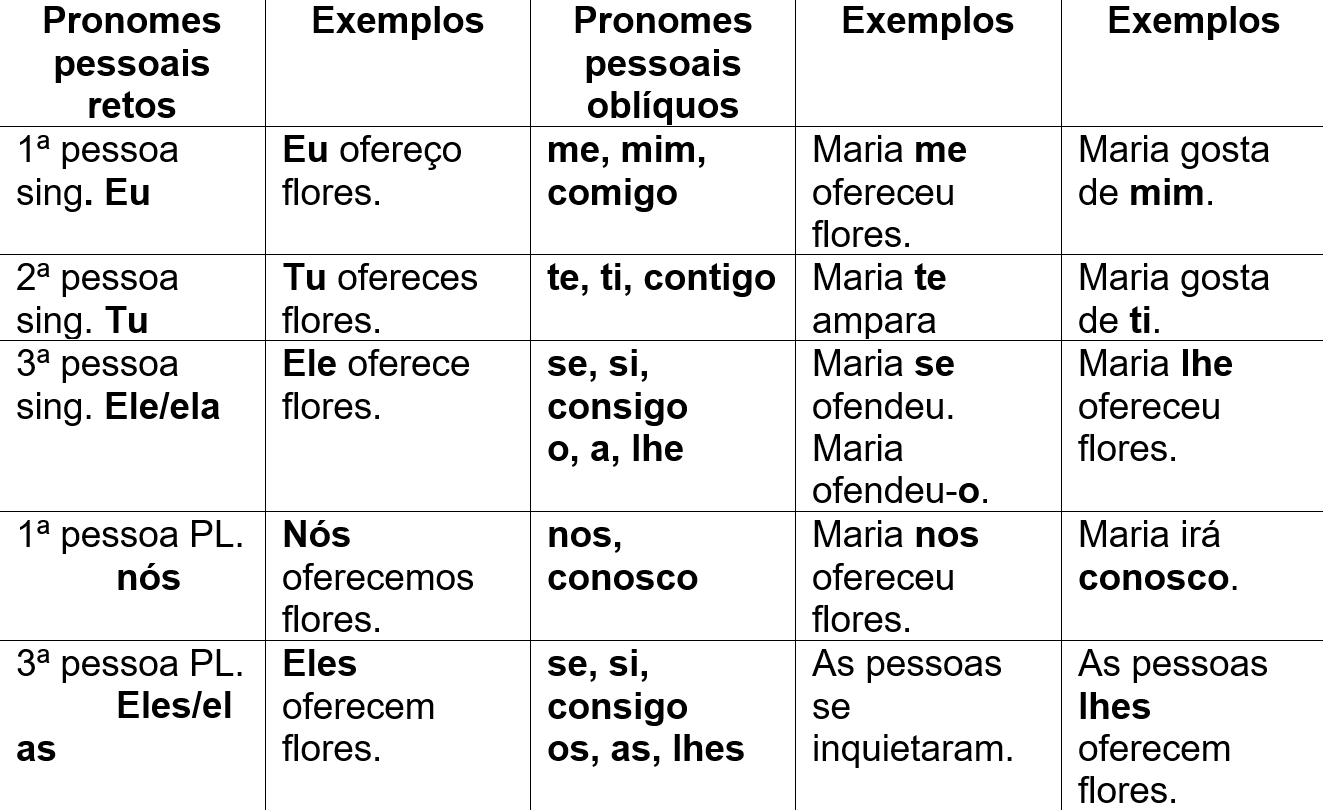 Pronomes pessoais retos
Exemplos
Pronomes pessoais oblíquos
Exemplos
Exemplos
1ª pessoa
sing. Eu
Eu ofereço
flores.
me, mim,
comigo
Maria me
ofereceu
flores.
Maria gosta
de mim.
2ª pessoa
sing. Tu
Tu ofereces
flores.
te, ti, contigo
Maria te
ampara
Maria gosta
de ti.
3ª pessoa
sing. Ele/ela
Ele oferece
flores.
se, si,
consigo
o, a, lhe
Maria se
ofendeu.
Maria
ofendeu-o.
Maria lhe
ofereceu
flores.
1ª pessoa PL.
nós
Nós
oferecemos
flores.
nos,
conosco
Maria nos
ofereceu
flores.
Maria irá
conosco.
3ª pessoa PL.
Eles/el
as
Eles
oferecem
flores.
se, si,
consigo
os, as, lhes
As pessoas
se
inquietaram.
As pessoas
lhes
oferecem
flores.